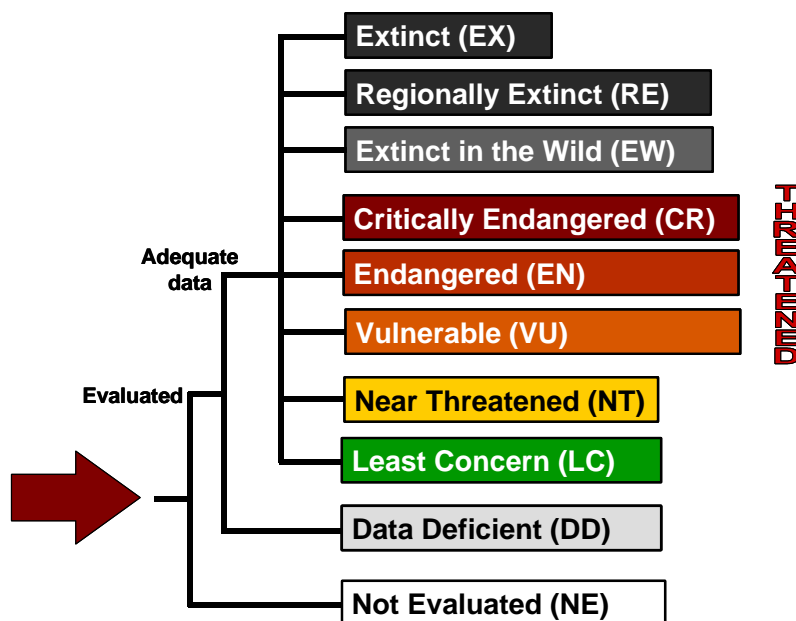 Extinct (EX)
Regionally Extinct (RE)
Extinct in the Wild (EW)
Critically Endangered (CR)
Adequate
data
Endangered (EN)
Vulnerable (VU)
THREATENED
Evaluated
Near Threatened (NT)
Least Concern (LC)
Data Deficient (DD)
Not Evaluated (NE)